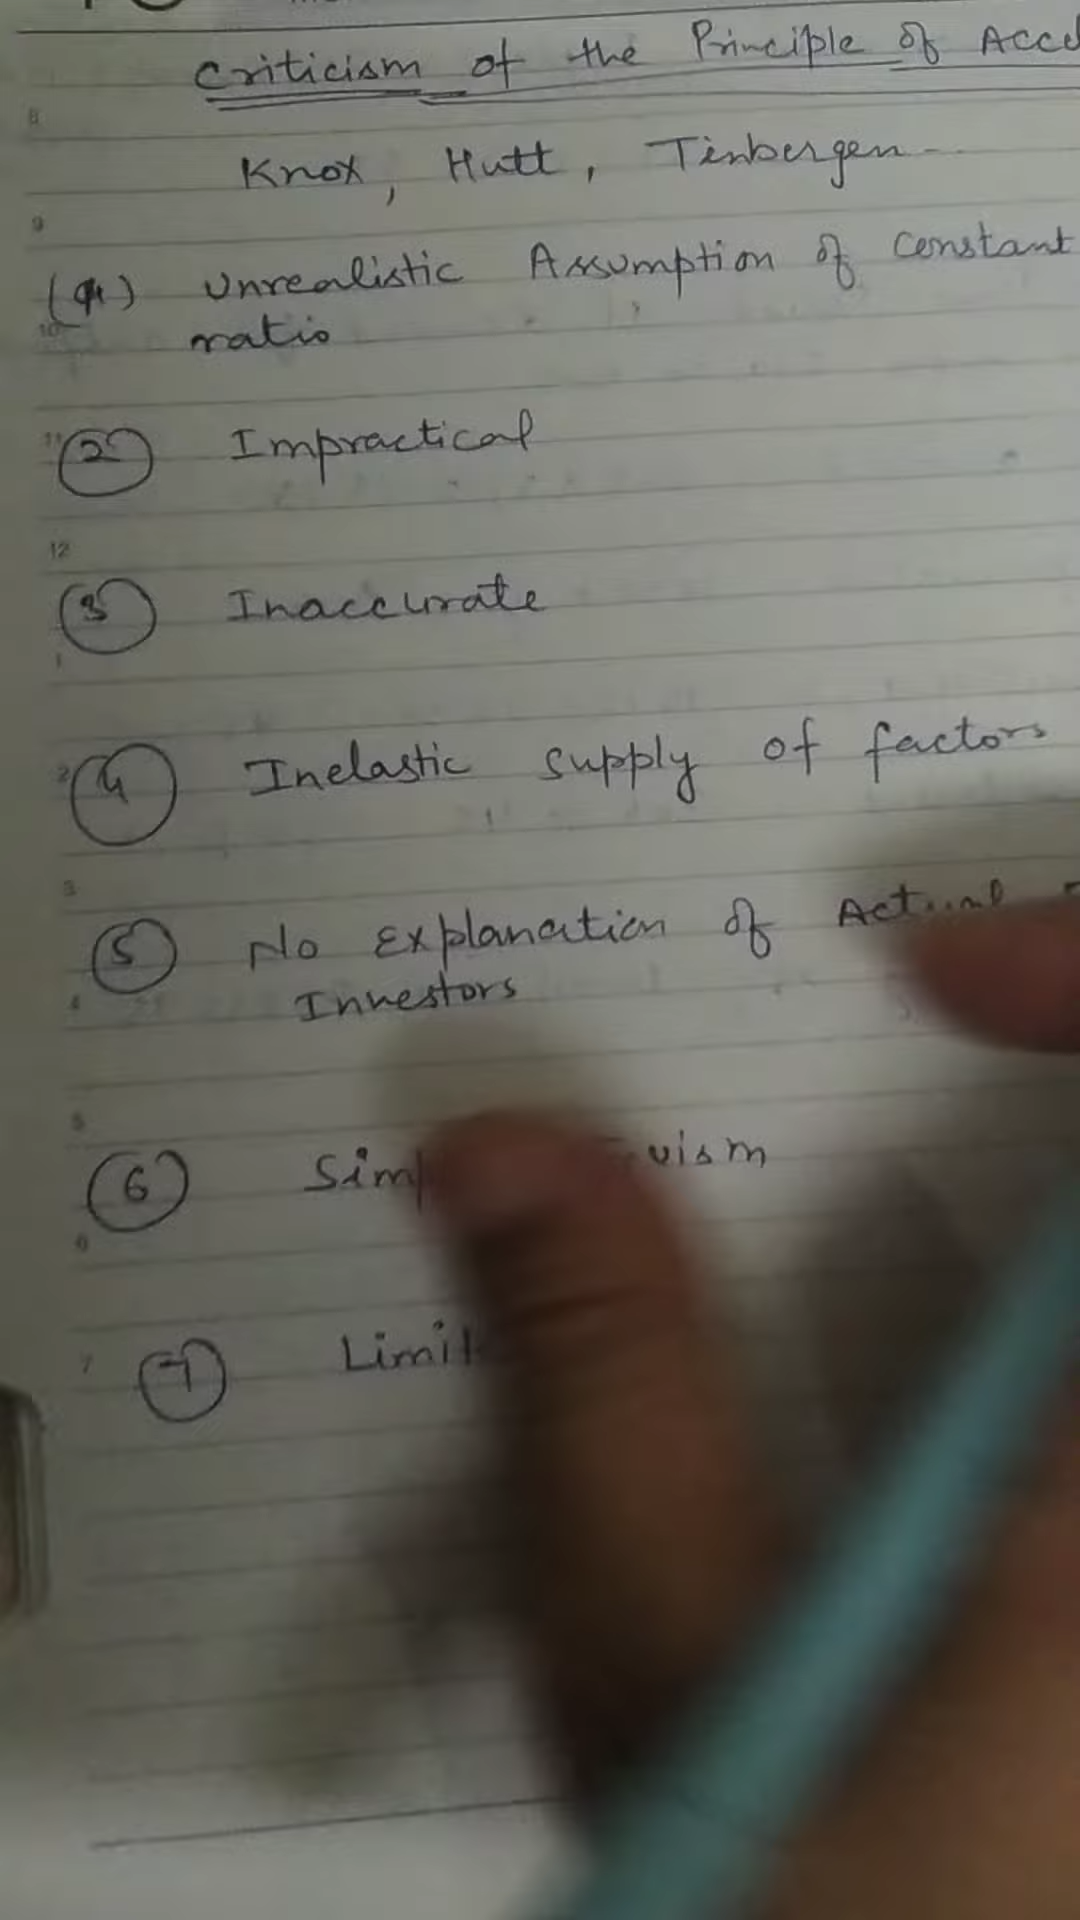 Criticism of the Principle of
Knox, Hutt, Tinbergen
unrealistic Assumption of constant
ratio
2 Impractical
3 Inaccurate
4 Inelastic supply of factors
5 No Explanation of Actual
Investors
6
7